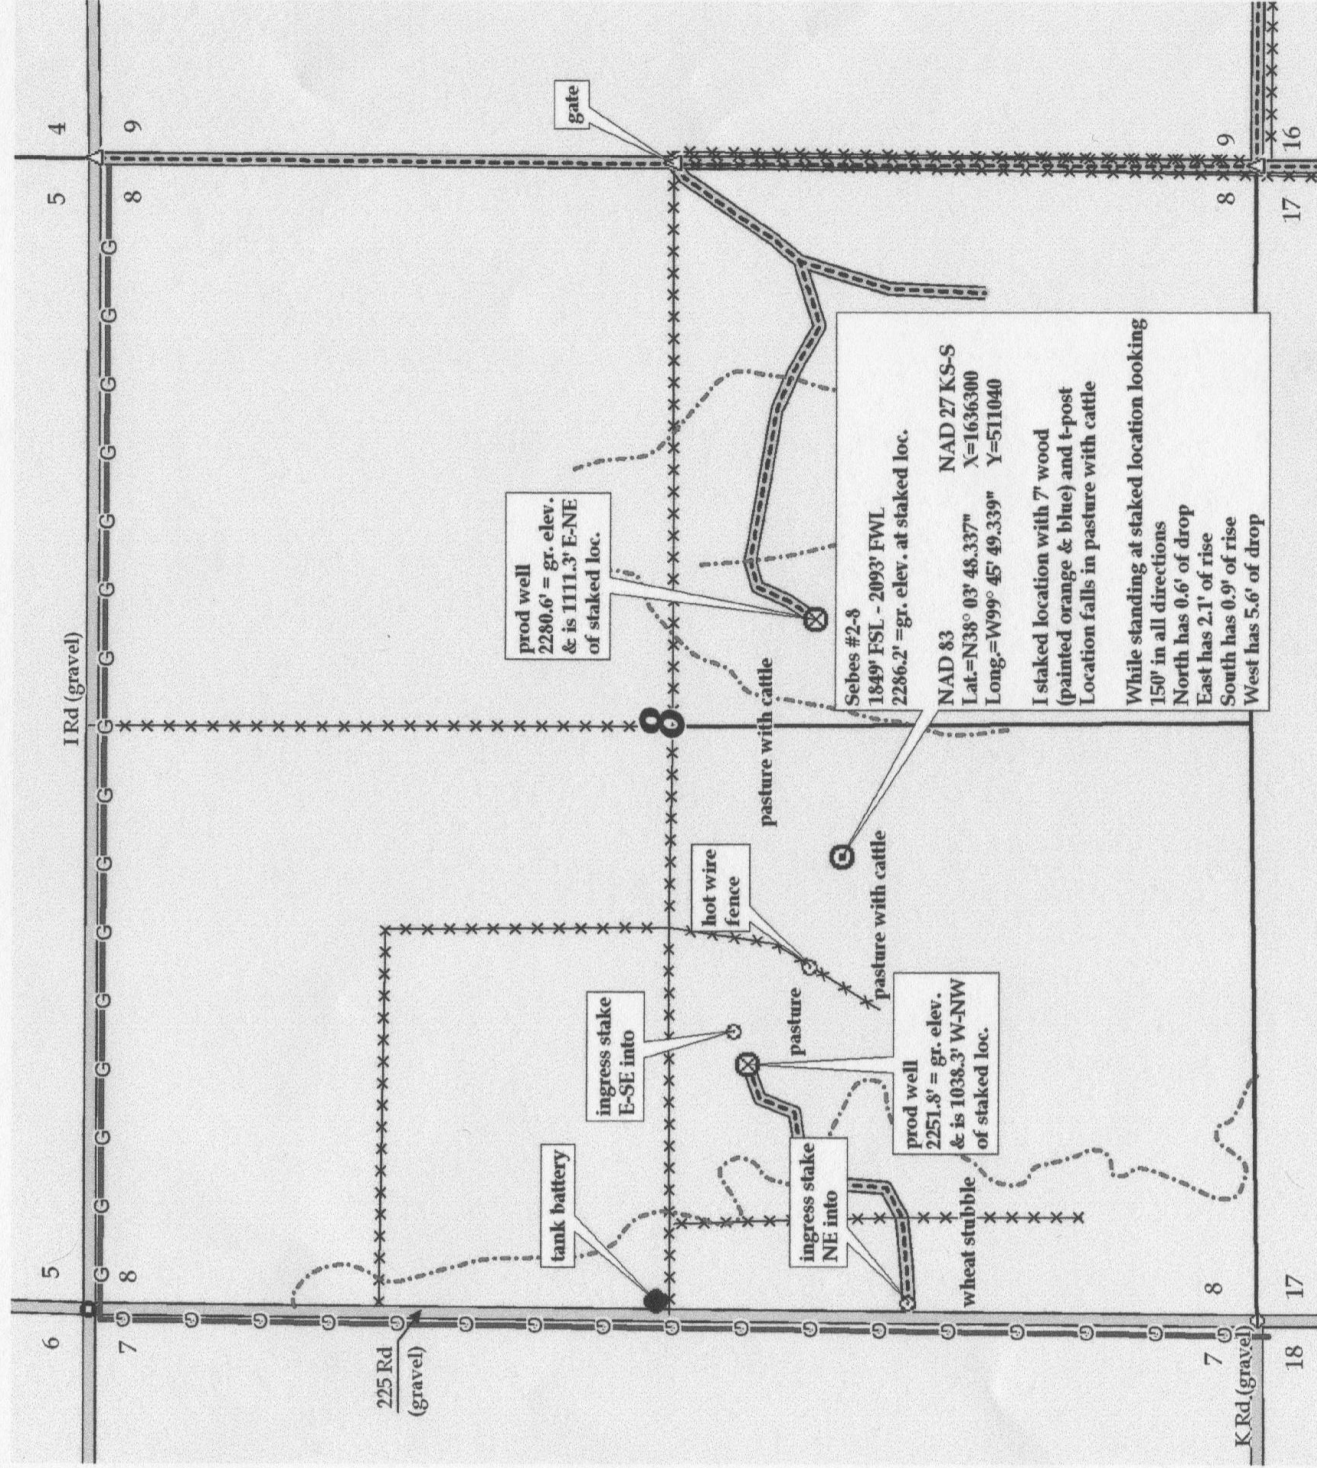 I Rd (gravel)
4
9
5
8
gate
G G G G G G G G G G G G G G G G
prod well
2280.6' = gr. elev.
& is 1111.3' E-NE
of staked loc.
8
pasture with cattle
Sebes #2-8
1849' FSL - 2093' FWL
2286.2' =gr. elev. at staked loc.
NAD 83 NAD 27 KS-S
Lat.=N38° 03' 48.337" X=1636300
Long.=W99° 45' 49.339" Y=511040
I staked location with 7' wood
(painted orange & blue) and t-post
Location falls in pasture with cattle
While standing at staked location looking
150' in all directions
North has 0.6' of drop
East has 2.1' of rise
South has 0.9' of rise
West has 5.6' of drop
8
9
17
16
hot wire
fence
pasture with cattle
ingress stake
E-SE into
pasture
prod well
2251.8' = gr. elev.
& is 1038.3' W-NW
of staked loc.
tank battery
ingress stake
NE into
wheat stubble
5
8
6
7
225 Rd
(gravel)
G G G G G G G G G G G G G G G G G
8
17
7
18
K Rd.(gravel)